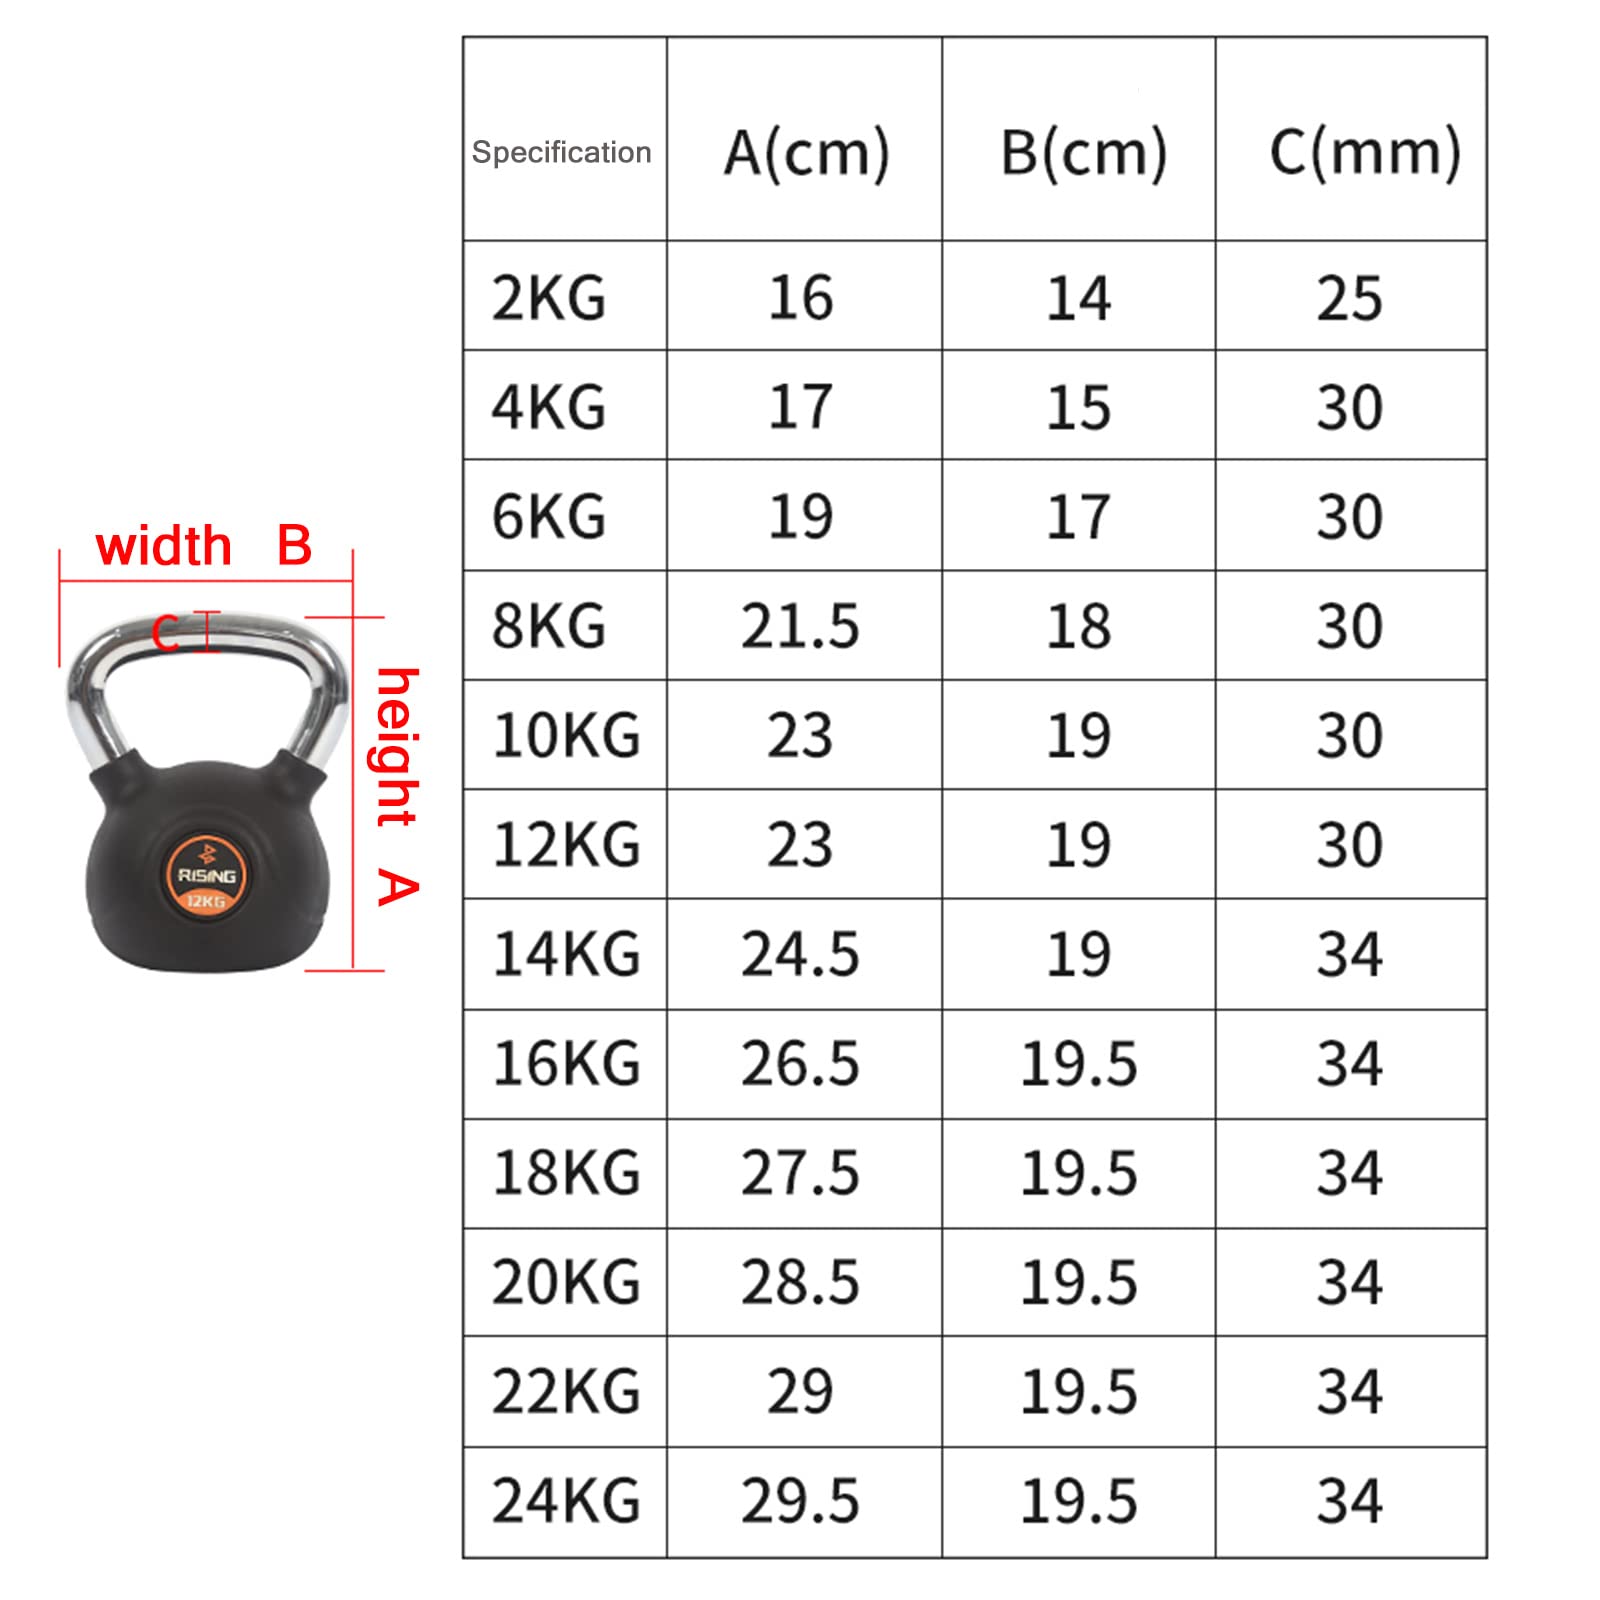 Specification A(cm) B(cm) C(mm)
2KG 16 14 25
4KG 17 15 30
6KG 19 17 30
8KG 21.5 18 30
10KG 23 19 30
12KG 23 19 30
14KG 24.5 19 34
16KG 26.5 19.5 34
18KG 27.5 19.5 34
20KG 28.5 19.5 34
22KG 29 19.5 34
24KG 29.5 19.5 34
width B
C
height A
RISING
12KG